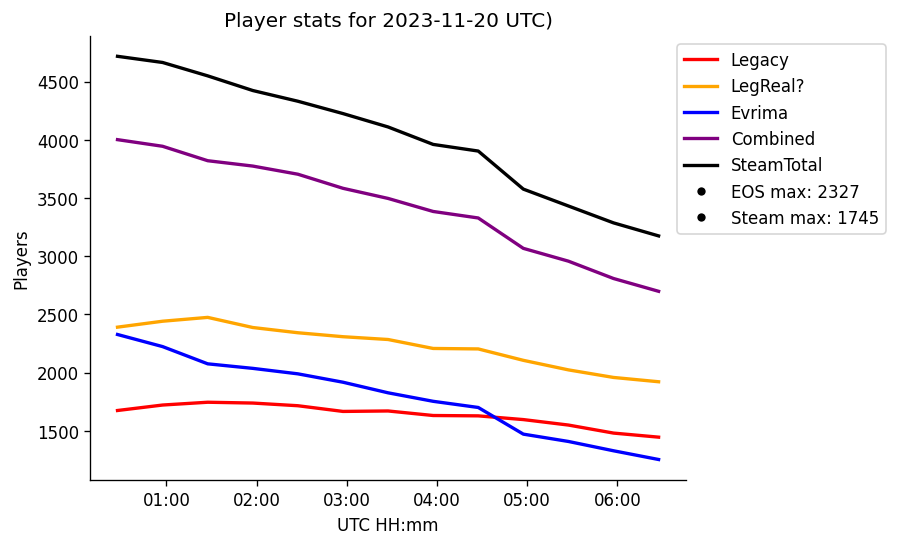 Player stats for 2023-11-20 UTC)
Legacy
LegReal?
Evrima
Combined
SteamTotal
EOS max: 2327
Steam max: 1745
Players
4500
4000
3500
3000
2500
2000
1500
01:00 02:00 03:00 04:00 05:00 06:00
UTC HH:mm